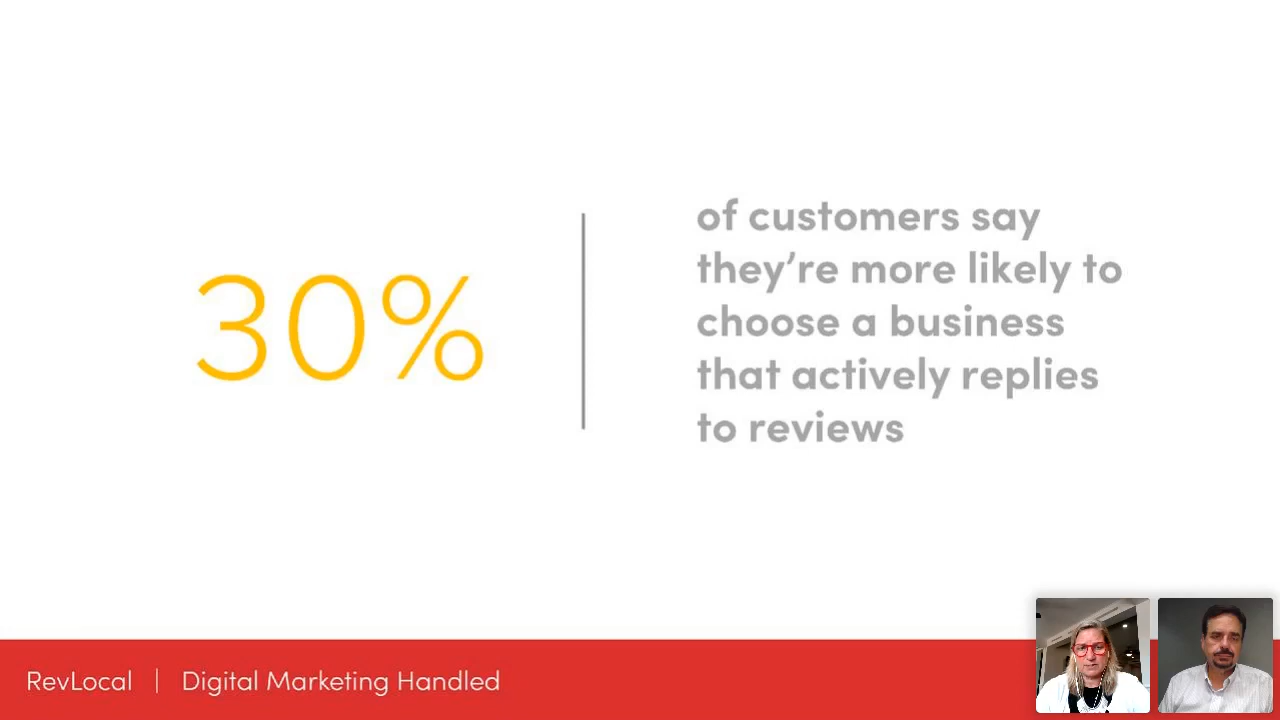 30%
of customers say
they’re more likely to
choose a business
that actively replies
to reviews
RevLocal | Digital Marketing Handled